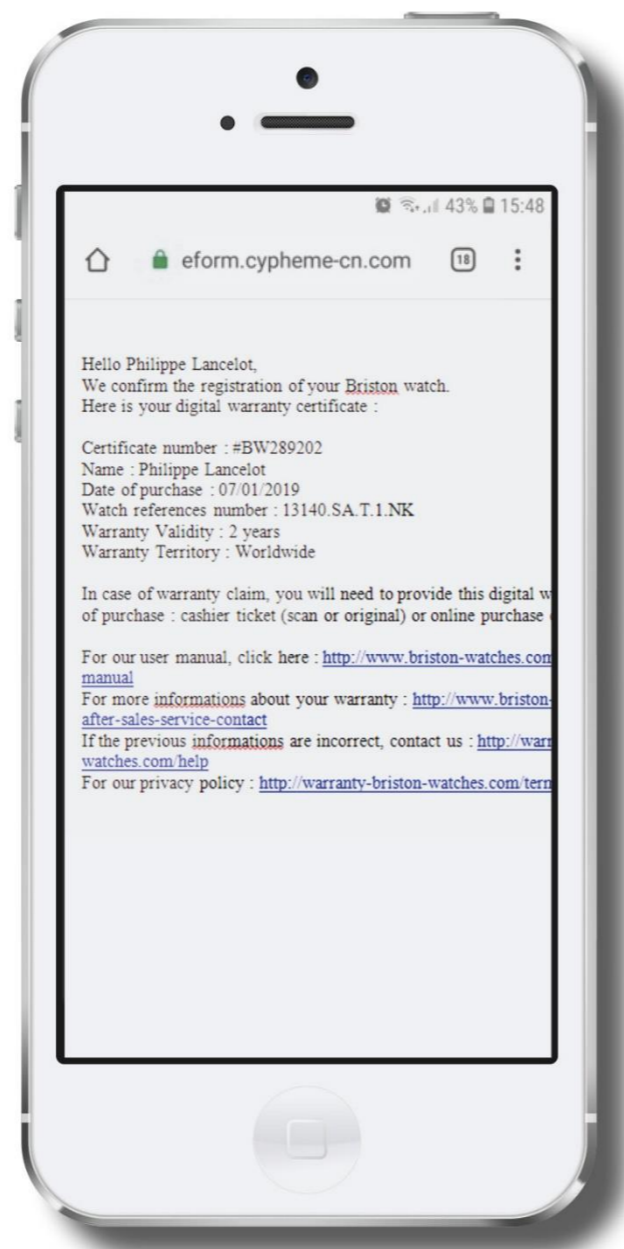 43% 15:48
eform.cypheme-cn.com 18
Hello Philippe Lancelot,
We confirm the registration of your Briston watch.
Here is your digital warranty certificate :
Certificate number : #BW289202
Name : Philippe Lancelot
Date of purchase : 07/01/2019
Watch references number : 13140.SA.T.1.NK
Warranty Validity : 2 years
Warranty Territory : Worldwide
In case of warranty claim, you will need to provide this digital w
of purchase : cashier ticket (scan or original) or online purchase
For our user manual, click here : http://www.briston-watches.com
manual
For more informations about your warranty : http://www.briston-
after-sales-service-contact
If the previous informations are incorrect, contact us : http://warr
watches.com/help
For our privacy policy : http://warranty-briston-watches.com/term